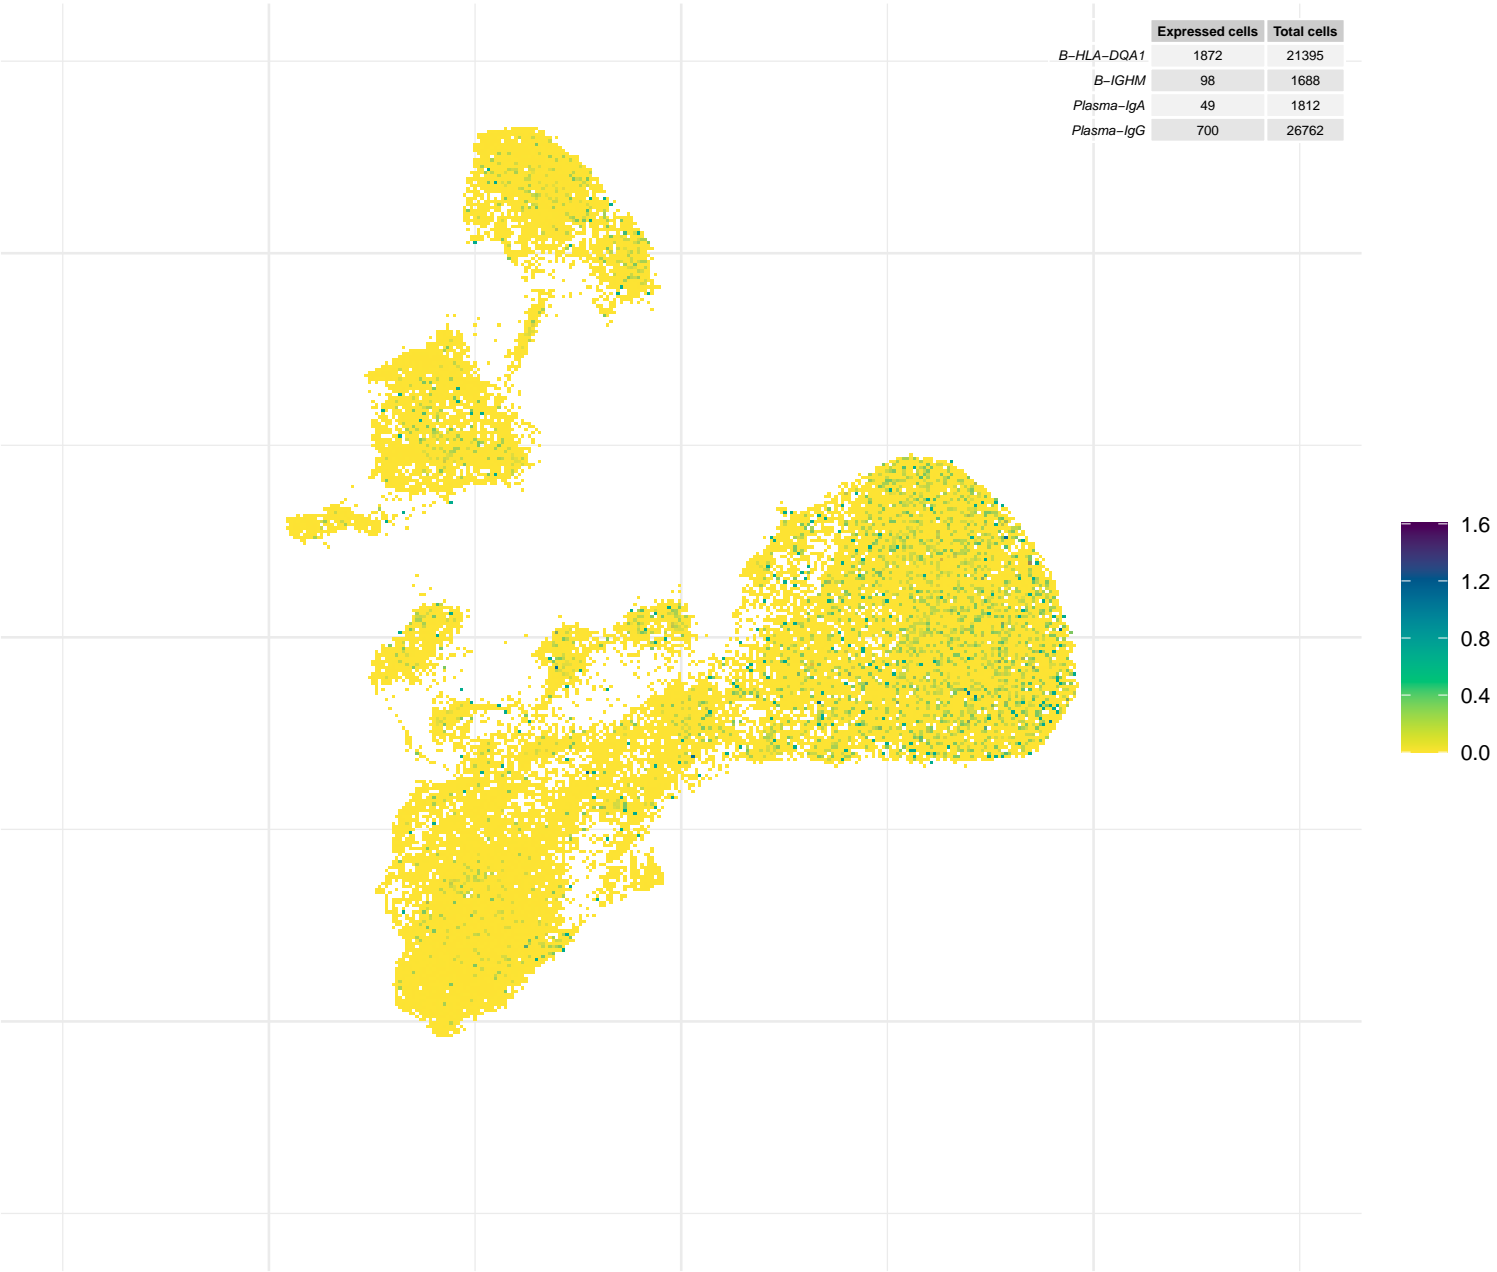 Expressed cells Total cells
B−HLA−DQA1 1872 21395
B−IGHM 98 1688
Plasma−IgA 49 1812
Plasma−IgG 700 26762
1.6
1.2
0.8
0.4
0.0